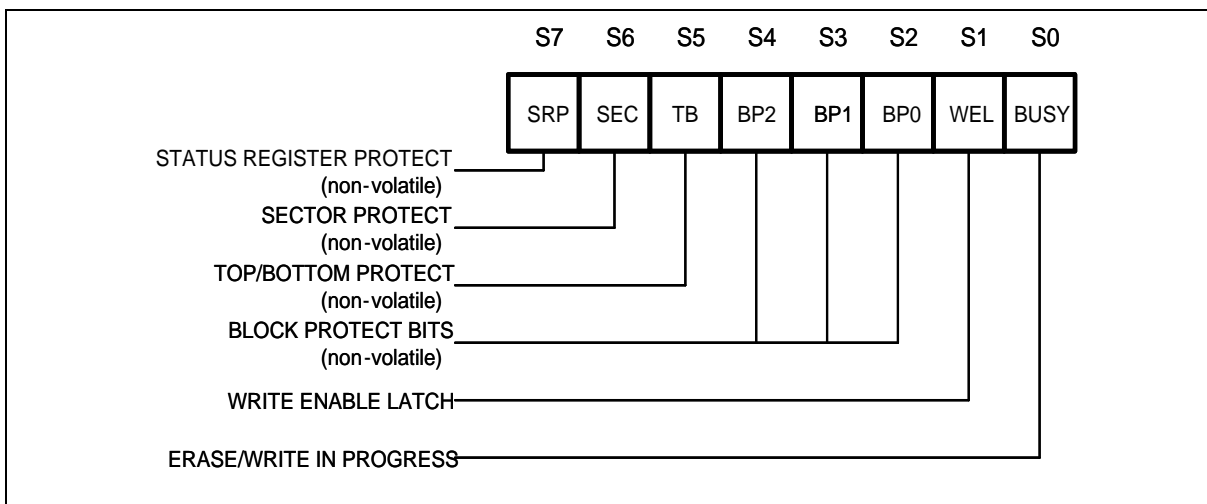 S7 S6 S5 S4 S3 S2 S1 S0
SRP SEC TB BP2 BP1 BP0 WEL BUSY
STATUS REGISTER PROTECT
(non-volatile)
SECTOR PROTECT
(non-volatile)
TOP/BOTTOM PROTECT
(non-volatile)
BLOCK PROTECT BITS
(non-volatile)
WRITE ENABLE LATCH
ERASE/WRITE IN PROGRESS